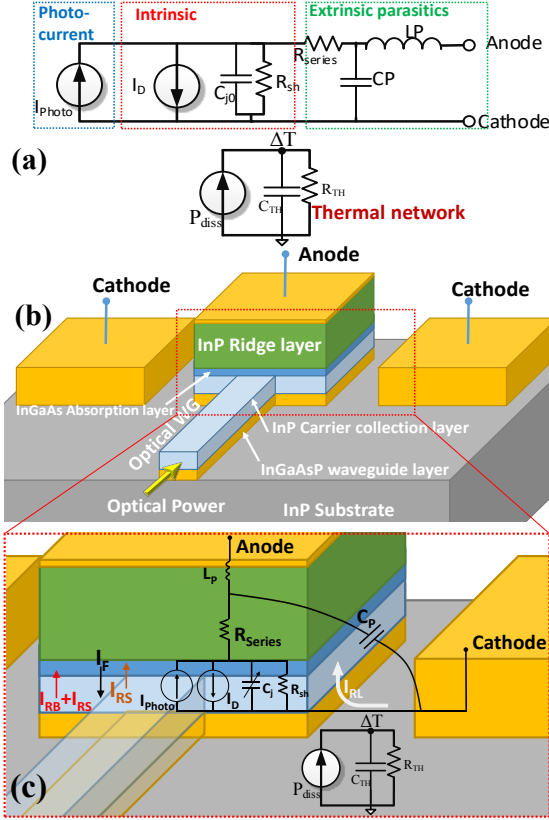 Photo-
current
Intrinsic
Extrinsic parasitics
LP
Anode
Rseries
I_Photo
I_D
C_j0
R_sh
CP
Cathode
(a)
ΔT
P_diss
C_TH
R_TH
Thermal network
Anode
Cathode
Cathode
(b)
InP Ridge layer
InGaAs Absorption layer
Optical WG
InP Carrier collection layer
InGaAsP waveguide layer
Optical Power
InP Substrate
Anode
L_P
C_P
R_Series
Cathode
I_F
I_RB+I_RS
I_RS
I_Photo
I_D
C_j
R_sh
I_RL
ΔT
P_diss
C_TH
R_TH
(c)